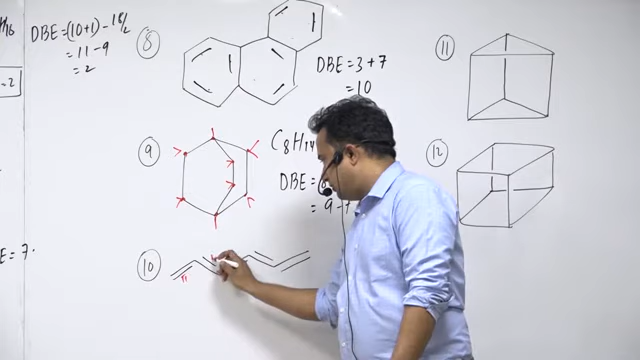 H16
DBE = (10+1) - 18/2
= 11 - 9
= 2
= 2
8
DBE = 3 + 7
= 10
9
C8H14
DBE =
= 9 - 7
E = 7.
10
π
11
12